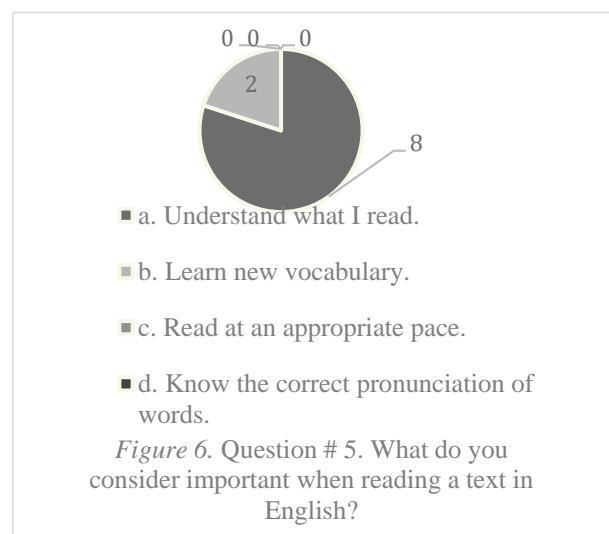 0 0 0
2
8
a. Understand what I read.
b. Learn new vocabulary.
c. Read at an appropriate pace.
d. Know the correct pronunciation of
words.
Figure 6. Question # 5. What do you
consider important when reading a text in
English?